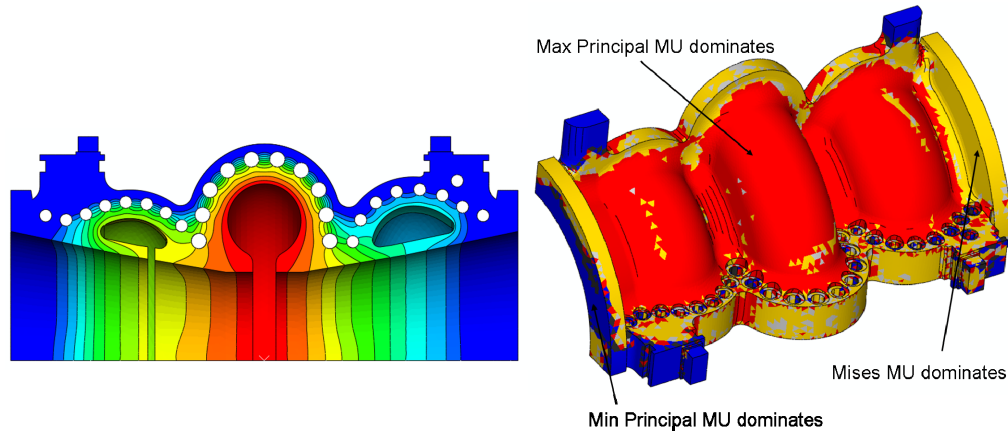 Max Principal MU dominates
Mises MU dominates
Min Principal MU dominates